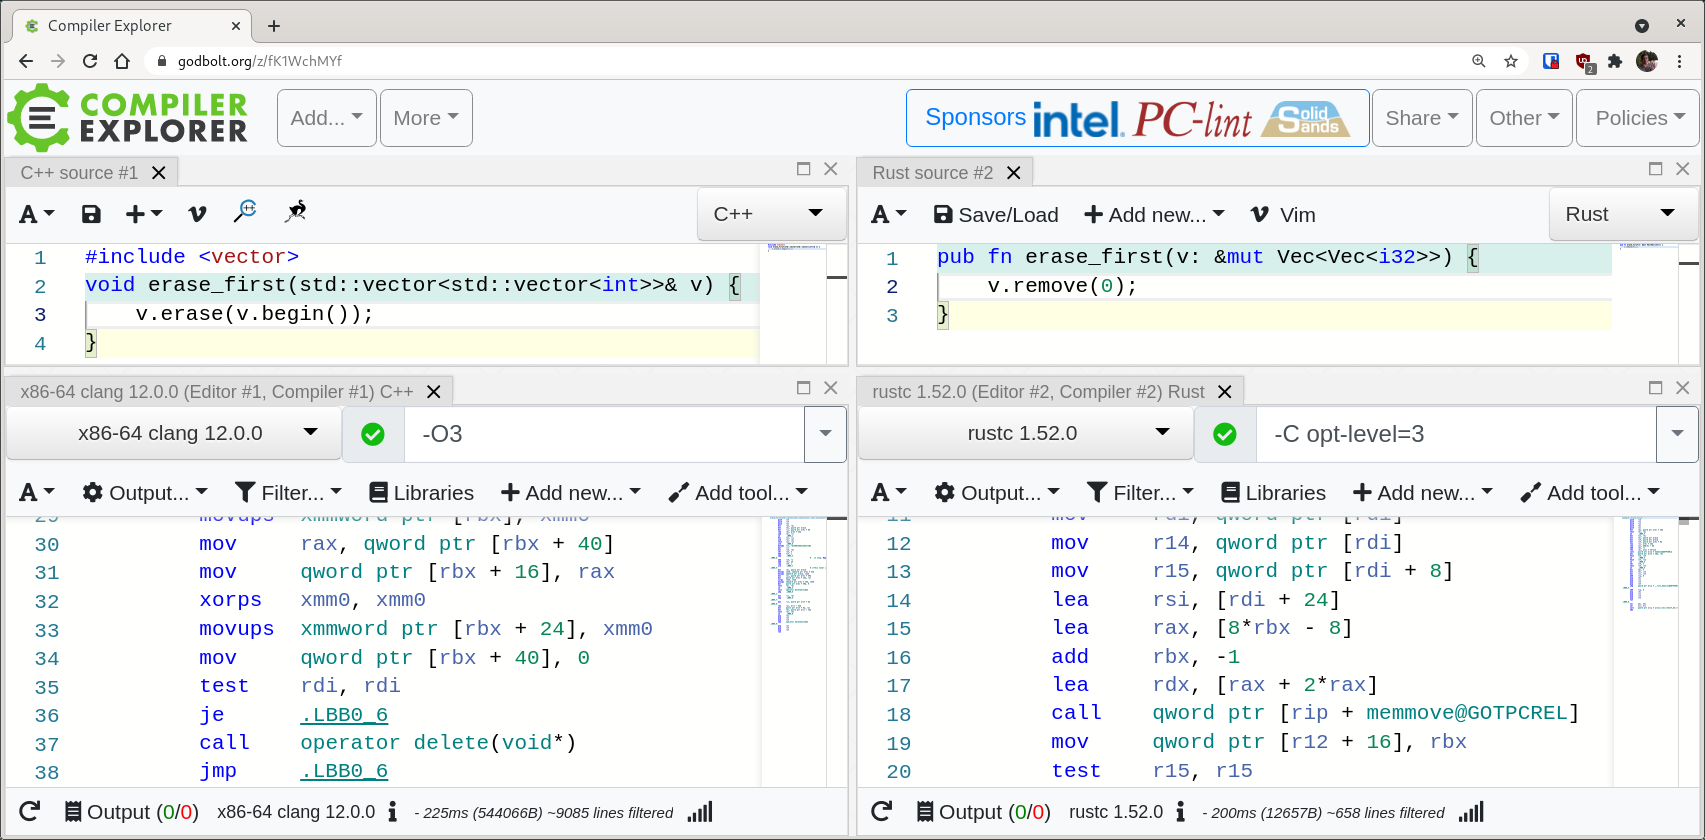 Compiler Explorer
godbolt.org/z/fK1WchMYf
2
COMPILER EXPLORER
Add...
More
Sponsors intel. PC-lint Solid Sands
Share
Other
Policies
C++ source #1
A
C++
1 #include <vector>
2 void erase_first(std::vector<std::vector<int>>& v) {
3 v.erase(v.begin());
4 }
Rust source #2
A Save/Load Add new... Vim
Rust
1 pub fn erase_first(v: &mut Vec<Vec<i32>>) {
2 v.remove(0);
3 }
x86-64 clang 12.0.0 (Editor #1, Compiler #1) C++
x86-64 clang 12.0.0
-O3
A Output... Filter... Libraries Add new... Add tool...
29 movups xmmword ptr [rbx], xmm0
30 mov rax, qword ptr [rbx + 40]
31 mov qword ptr [rbx + 16], rax
32 xorps xmm0, xmm0
33 movups xmmword ptr [rbx + 24], xmm0
34 mov qword ptr [rbx + 40], 0
35 test rdi, rdi
36 je .LBB0_6
37 call operator delete(void*)
38 jmp .LBB0_6
Output (0/0) x86-64 clang 12.0.0 i - 225ms (544066B) ~9085 lines filtered
rustc 1.52.0 (Editor #2, Compiler #2) Rust
rustc 1.52.0
-C opt-level=3
A Output... Filter... Libraries Add new... Add tool...
11 mov rdi, qword ptr [rdi]
12 mov r14, qword ptr [rdi]
13 mov r15, qword ptr [rdi + 8]
14 lea rsi, [rdi + 24]
15 lea rax, [8*rbx - 8]
16 add rbx, -1
17 lea rdx, [rax + 2*rax]
18 call qword ptr [rip + memmove@GOTPCREL]
19 mov qword ptr [r12 + 16], rbx
20 test r15, r15
Output (0/0) rustc 1.52.0 i - 200ms (12657B) ~658 lines filtered